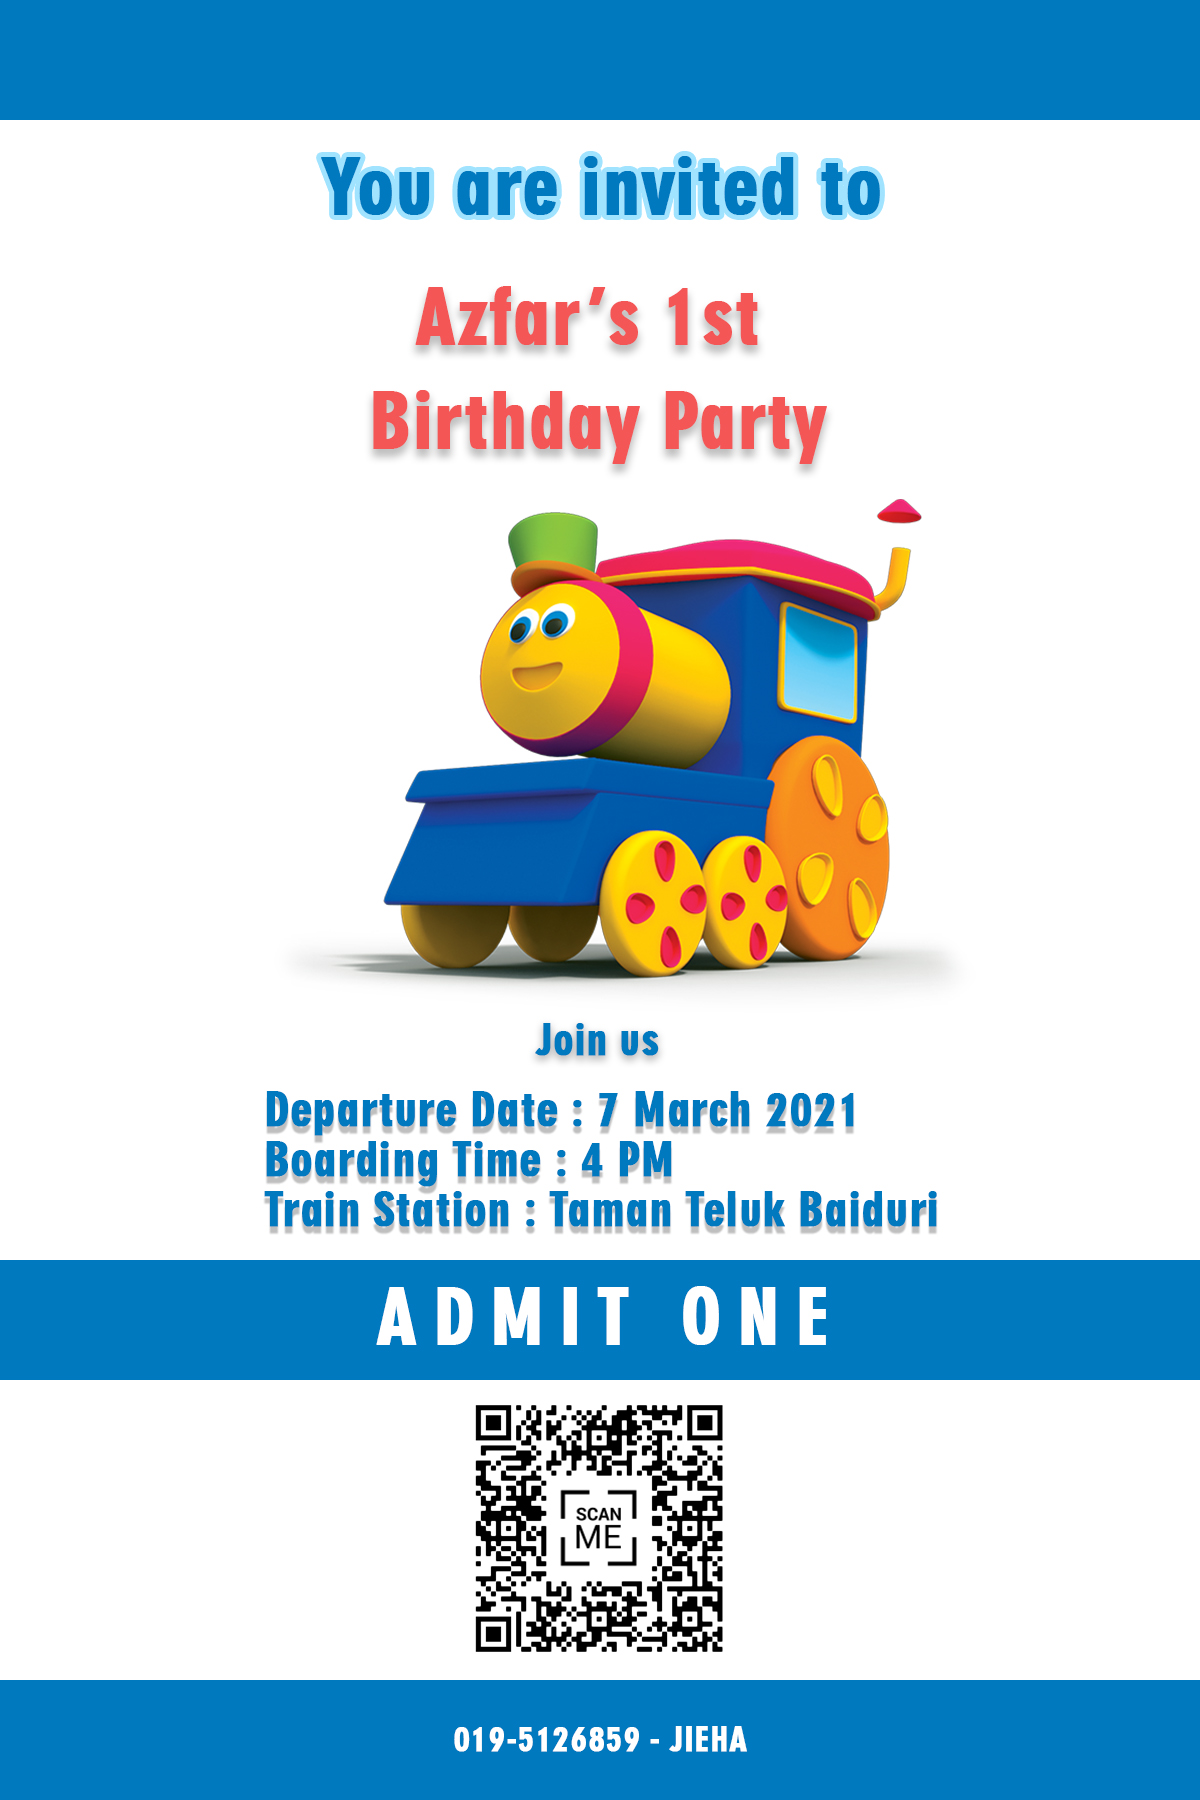 You are invited to
Azfar’s 1st
Birthday Party
Join us
Departure Date : 7 March 2021
Boarding Time : 4 PM
Train Station : Taman Teluk Baiduri
ADMIT ONE
SCAN
ME
019-5126859 - JIEHA